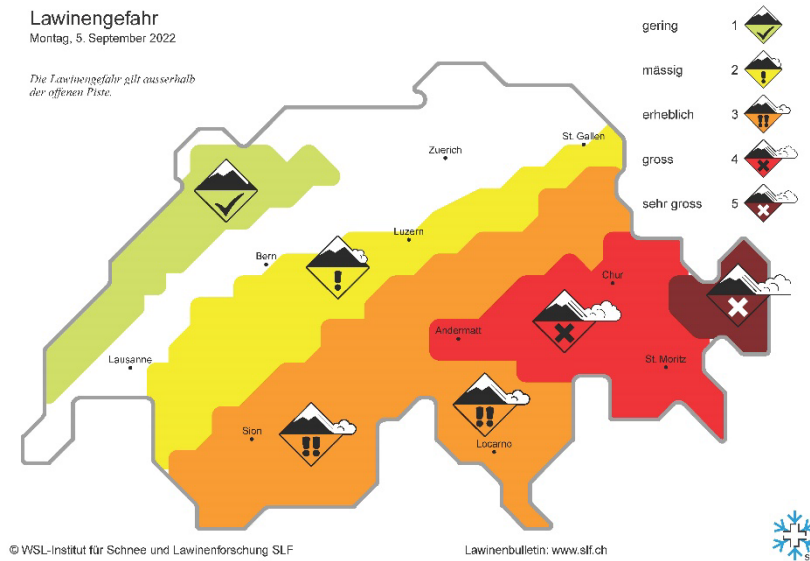 Lawinengefahr
Montag, 5. September 2022
Die Lawinengefahr gilt ausserhalb
der offenen Piste.
gering 1
mässig 2
erheblich 3
gross 4
sehr gross 5
St. Gallen
Zuerich
Luzern
Bern
Chur
Andermatt
Lausanne
St. Moritz
Sion
Locarno
© WSL-Institut für Schnee und Lawinenforschung SLF
Lawinenbulletin: www.slf.ch